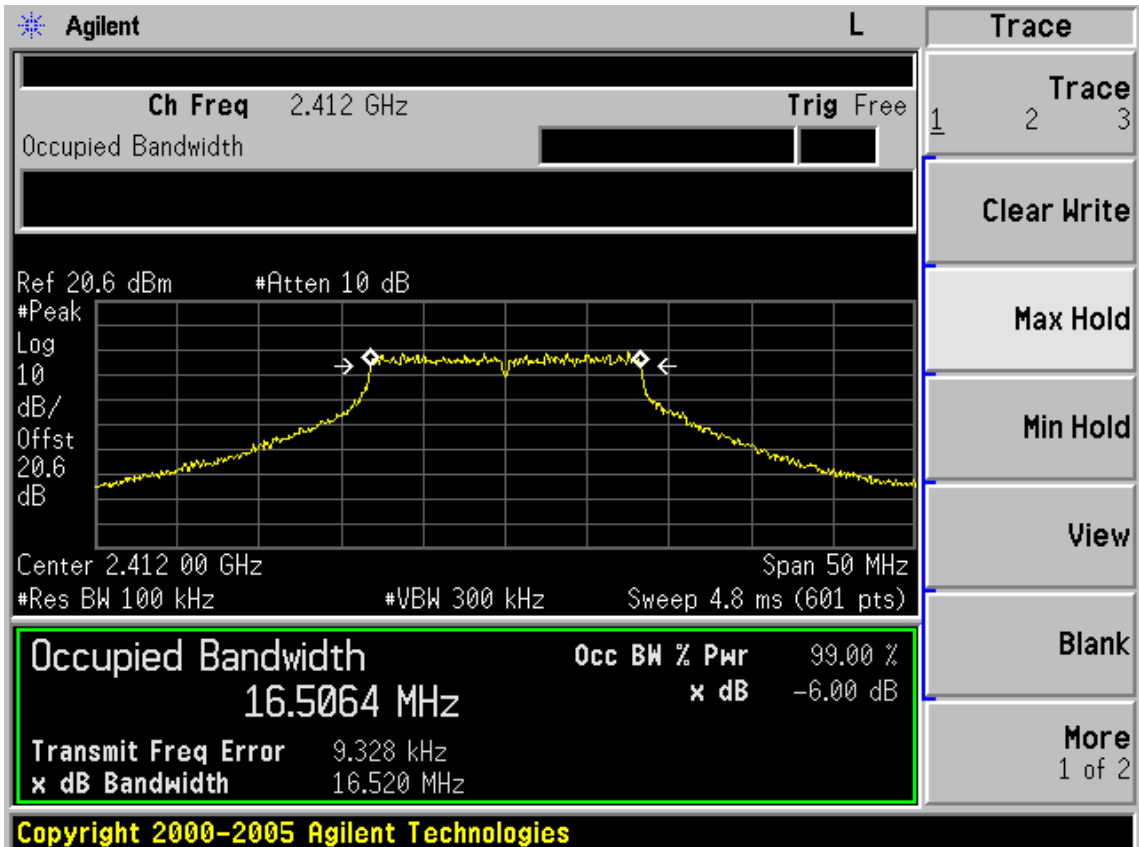 Agilent L Trace
Ch Freq 2.412 GHz Trig Free
Occupied Bandwidth
Ref 20.6 dBm #Atten 10 dB
#Peak
Log
10
dB/
Offst
20.6
dB
Center 2.412 00 GHz Span 50 MHz
#Res BW 100 kHz #VBW 300 kHz Sweep 4.8 ms (601 pts)
Occupied Bandwidth
16.5064 MHz
Occ BW % Pwr 99.00 %
x dB -6.00 dB
Transmit Freq Error 9.328 kHz
x dB Bandwidth 16.520 MHz
Copyright 2000-2005 Agilent Technologies
Trace
1 2 3
Clear Write
Max Hold
Min Hold
View
Blank
More
1 of 2